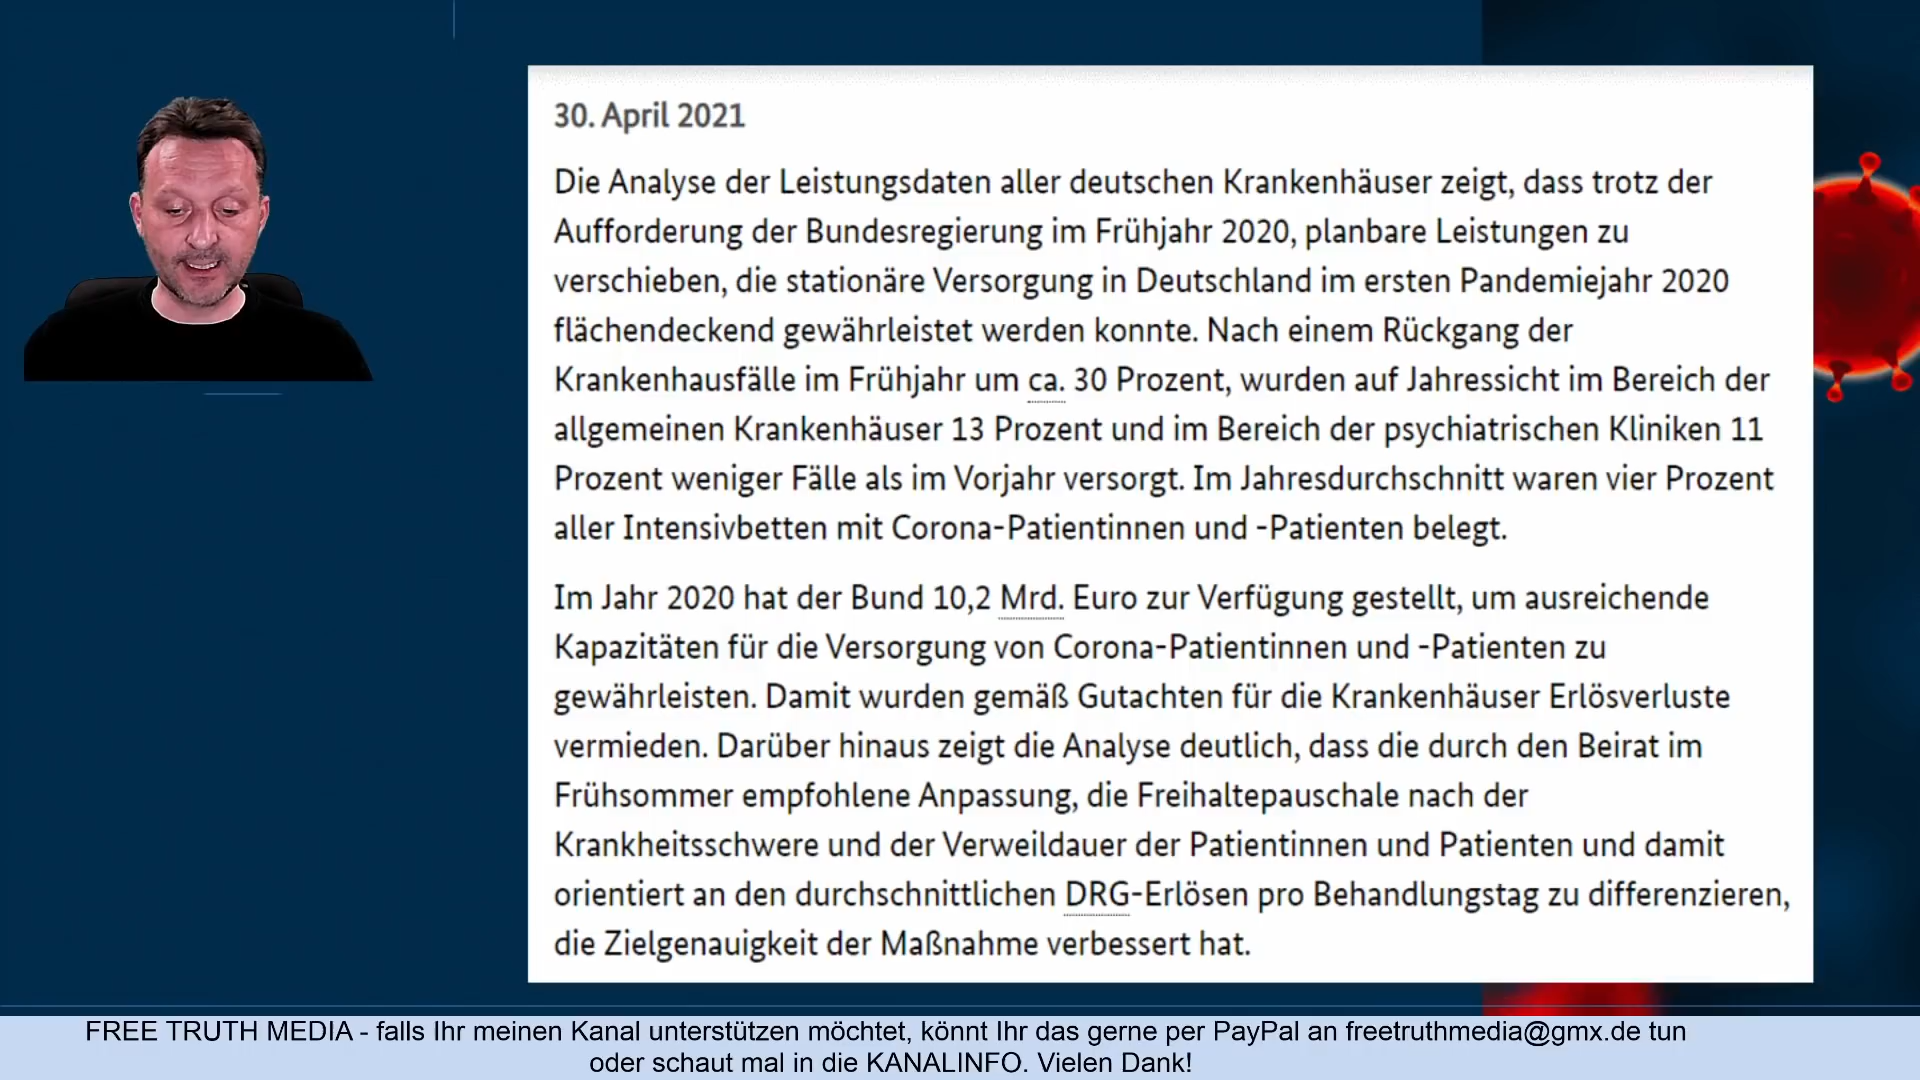 30. April 2021
Die Analyse der Leistungsdaten aller deutschen Krankenhäuser zeigt, dass trotz der
Aufforderung der Bundesregierung im Frühjahr 2020, planbare Leistungen zu
verschieben, die stationäre Versorgung in Deutschland im ersten Pandemiejahr 2020
flächendeckend gewährleistet werden konnte. Nach einem Rückgang der
Krankenhausfälle im Frühjahr um ca. 30 Prozent, wurden auf Jahressicht im Bereich der
allgemeinen Krankenhäuser 13 Prozent und im Bereich der psychiatrischen Kliniken 11
Prozent weniger Fälle als im Vorjahr versorgt. Im Jahresdurchschnitt waren vier Prozent
aller Intensivbetten mit Corona-Patientinnen und -Patienten belegt.
Im Jahr 2020 hat der Bund 10,2 Mrd. Euro zur Verfügung gestellt, um ausreichende
Kapazitäten für die Versorgung von Corona-Patientinnen und -Patienten zu
gewährleisten. Damit wurden gemäß Gutachten für die Krankenhäuser Erlösverluste
vermieden. Darüber hinaus zeigt die Analyse deutlich, dass die durch den Beirat im
Frühsommer empfohlene Anpassung, die Freihaltepauschale nach der
Krankheitsschwere und der Verweildauer der Patientinnen und Patienten und damit
orientiert an den durchschnittlichen DRG-Erlösen pro Behandlungstag zu differenzieren,
die Zielgenauigkeit der Maßnahme verbessert hat.
FREE TRUTH MEDIA - falls Ihr meinen Kanal unterstützen möchtet, könnt Ihr das gerne per PayPal an freetruthmedia@gmx.de tun
oder schaut mal in die KANALINFO. Vielen Dank!